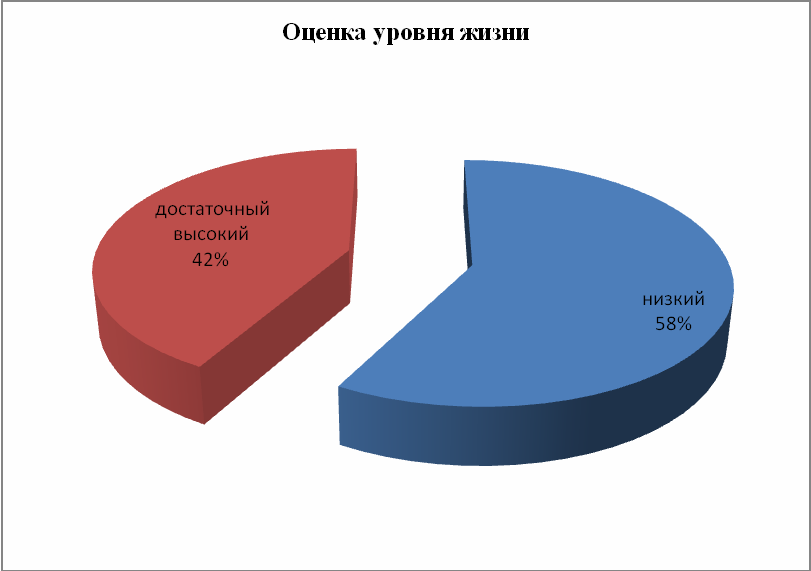 Оценка уровня жизни
достаточный
высокий
42%
низкий
58%